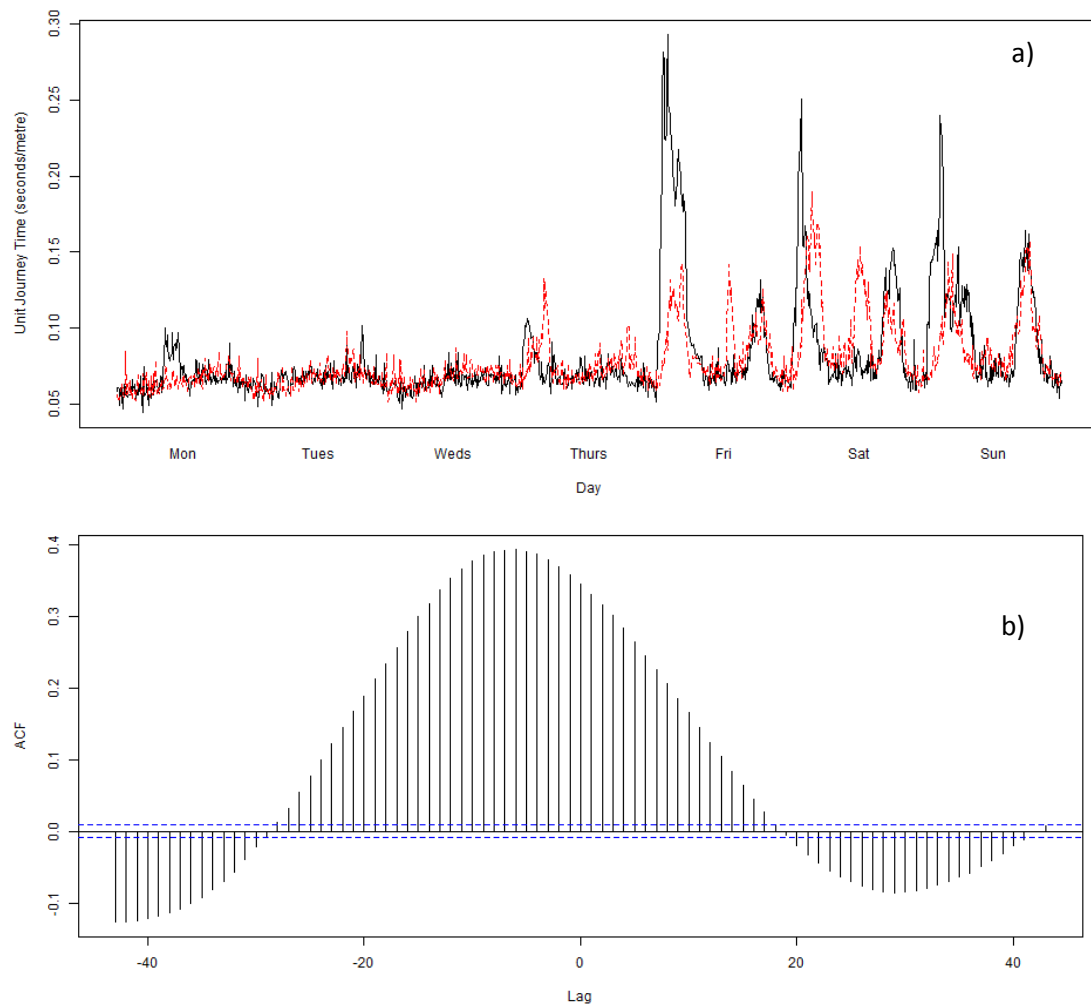 a)
Unit Journey Time (seconds/metre)
0.30
0.25
0.20
0.15
0.10
0.05
Mon Tues Weds Thurs Fri Sat Sun
Day
b)
ACF
0.4
0.3
0.2
0.1
0.0
-0.1
-40 -20 0 20 40
Lag